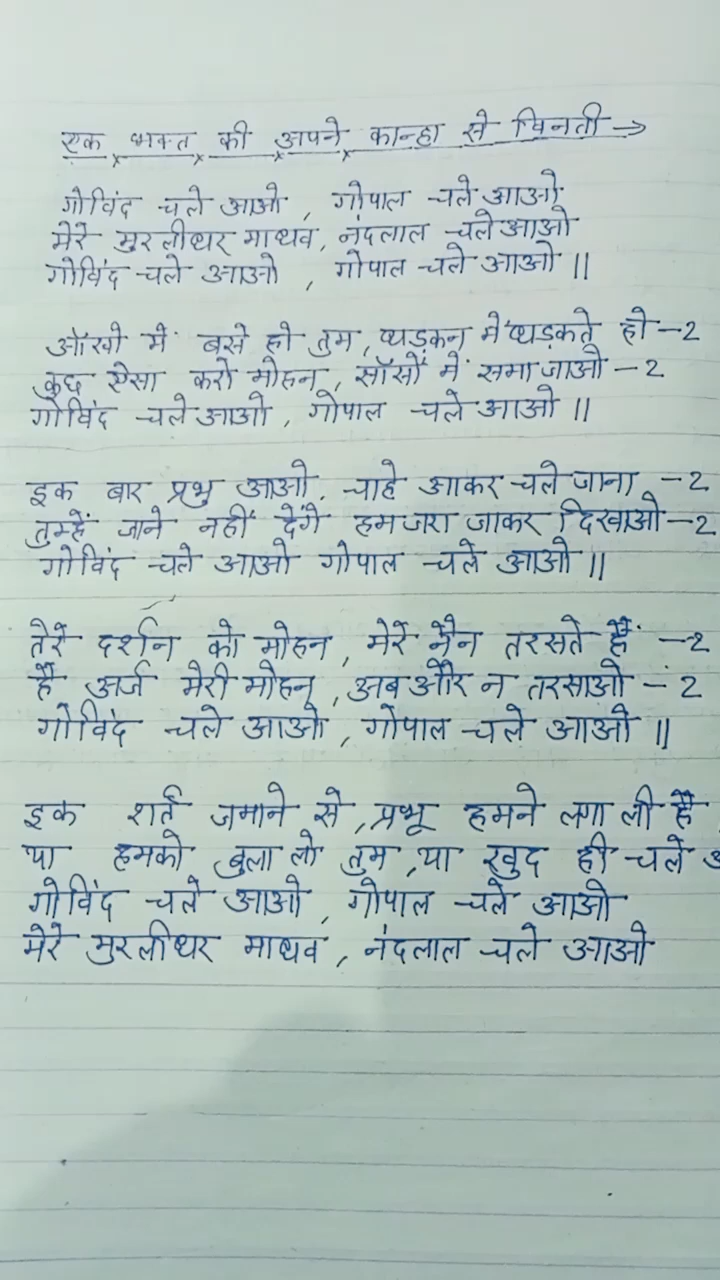 एक भक्त की अपने कान्हा से विनती →
गोविंद चले आओ, गोपाल चले आओ
मेरे मुरलीधर माधव, नंदलाल चले आओ
गोविंद चले आओ, गोपाल चले आओ ||
आँखो में बसे हो तुम, धड़कन में धड़कते हो - 2
कुछ ऐसा करो मोहन, साँसों में समा जाओ - 2
गोविंद चले आओ, गोपाल चले आओ ||
इक बार प्रभु आओ, चाहे आकर चले जाना - 2
तुम्हें जाने नहीं देंगे हम जरा जाकर दिखाओ - 2
गोविंद चले आओ गोपाल चले आओ ||
तेरे दर्शन को मोहन, मेरे नैन तरसते हैं - 2
है अर्ज मेरी मोहन, अब और न तरसाओ - 2
गोविंद चले आओ, गोपाल चले आओ ||
इक शर्त जमाने से, प्रभू हमने लगा ली है
या हमको बुला लो तुम, या खुद ही चले
गोविंद चले आओ, गोपाल चले आओ
मेरे मुरलीधर माधव, नंदलाल चले आओ